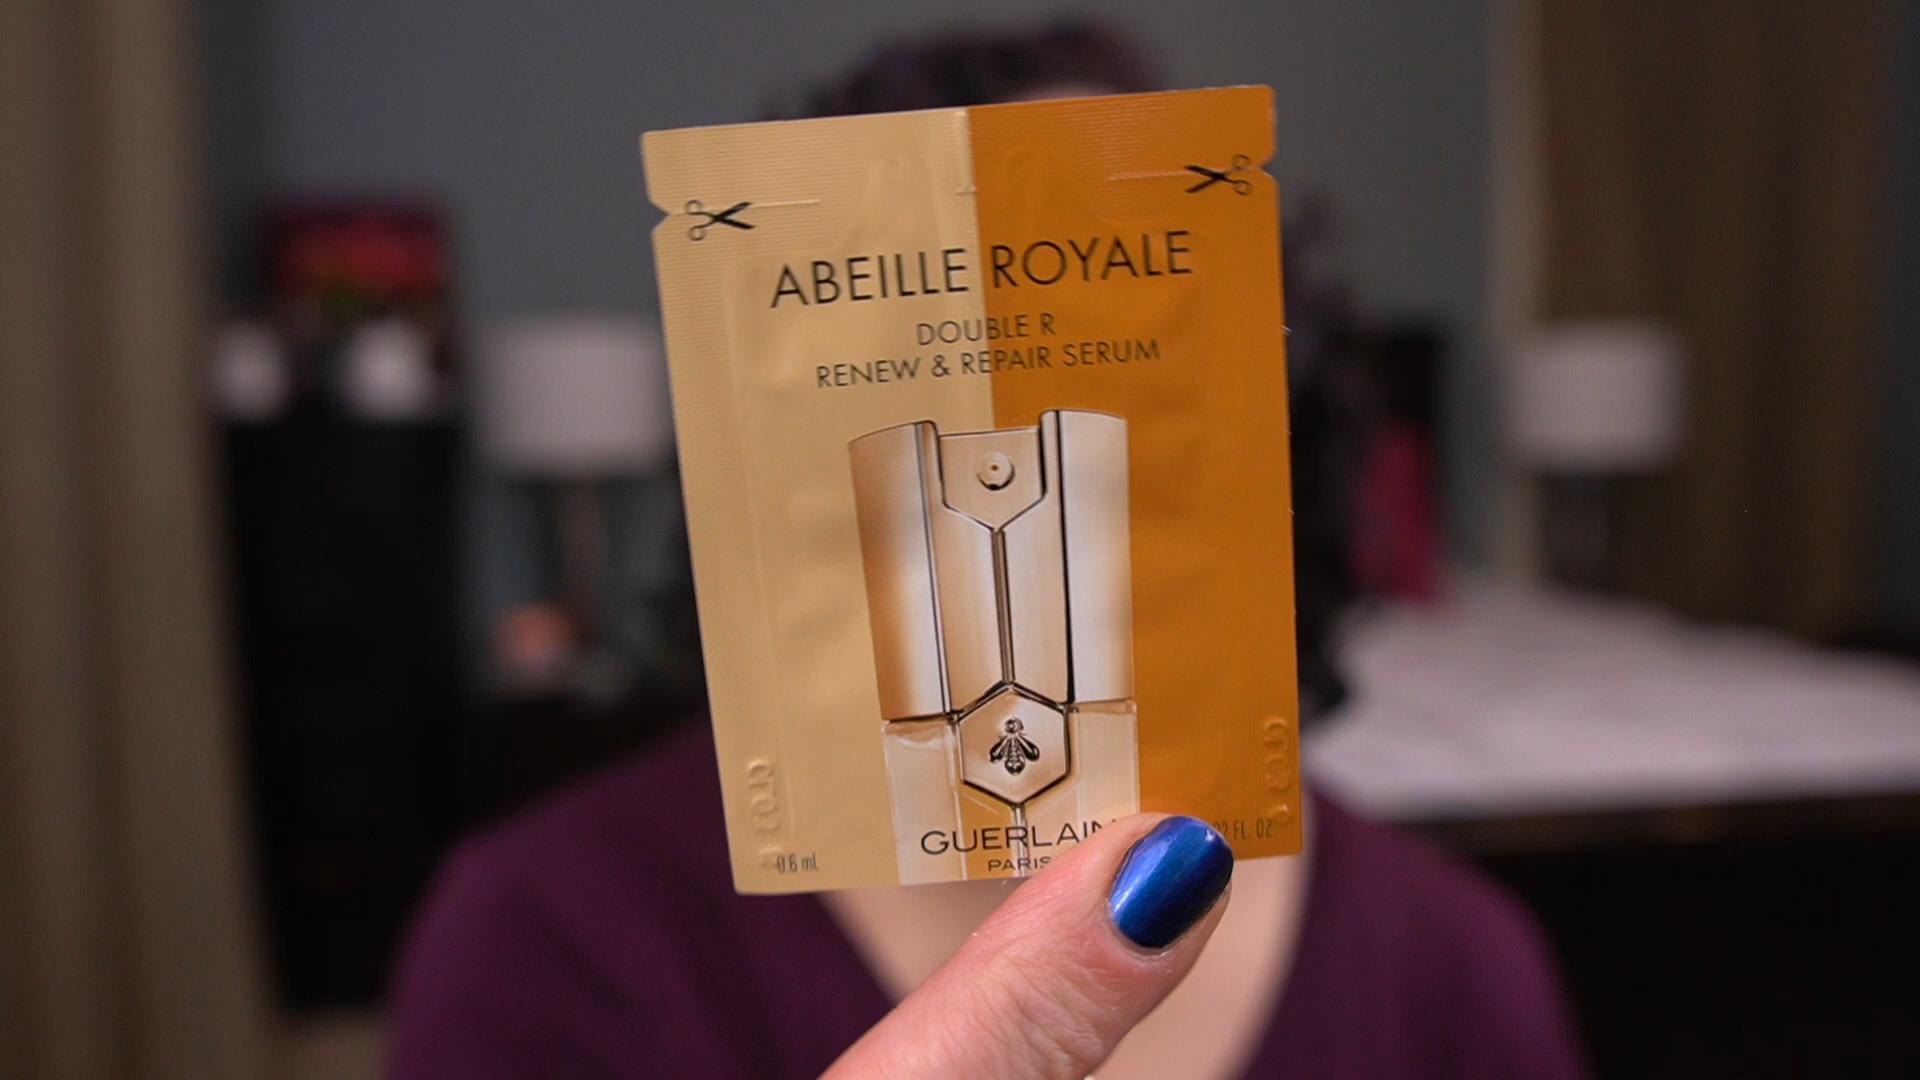 ABEILLE ROYALE
DOUBLE R
RENEW & REPAIR SERUM
GUERLAIN
PARIS
0.6 mL
FL. OZ